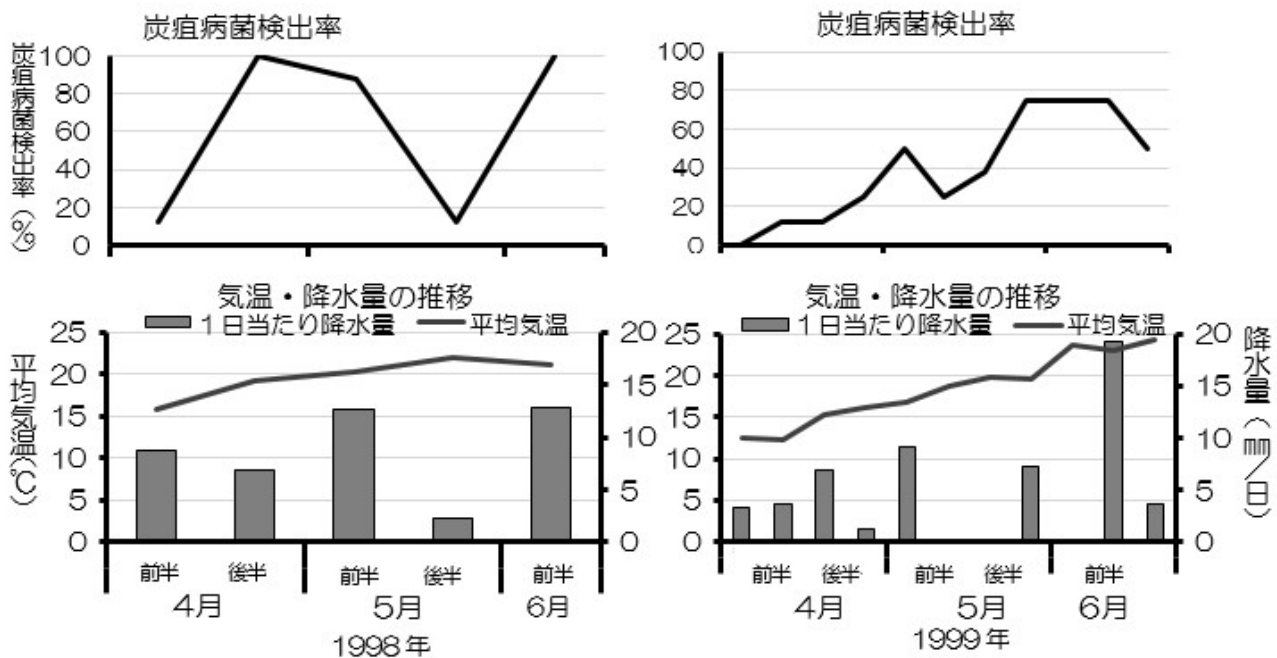 炭疽病菌検出率
炭疽病菌検出率（%）
100
80
60
40
20
0
炭疽病菌検出率
100
80
60
40
20
0
気温・降水量の推移
１日当たり降水量 平均気温
平均気温（℃）
25
20
15
10
5
0
20
15
10
5
0
前半 後半 前半 後半 前半
4月 5月 6月
1998年
気温・降水量の推移
１日当たり降水量 平均気温
25
20
15
10
5
0
20
15
10
5
0
降水量（㎜／日）
前半 後半 前半 後半 前半
4月 5月 6月
1999年